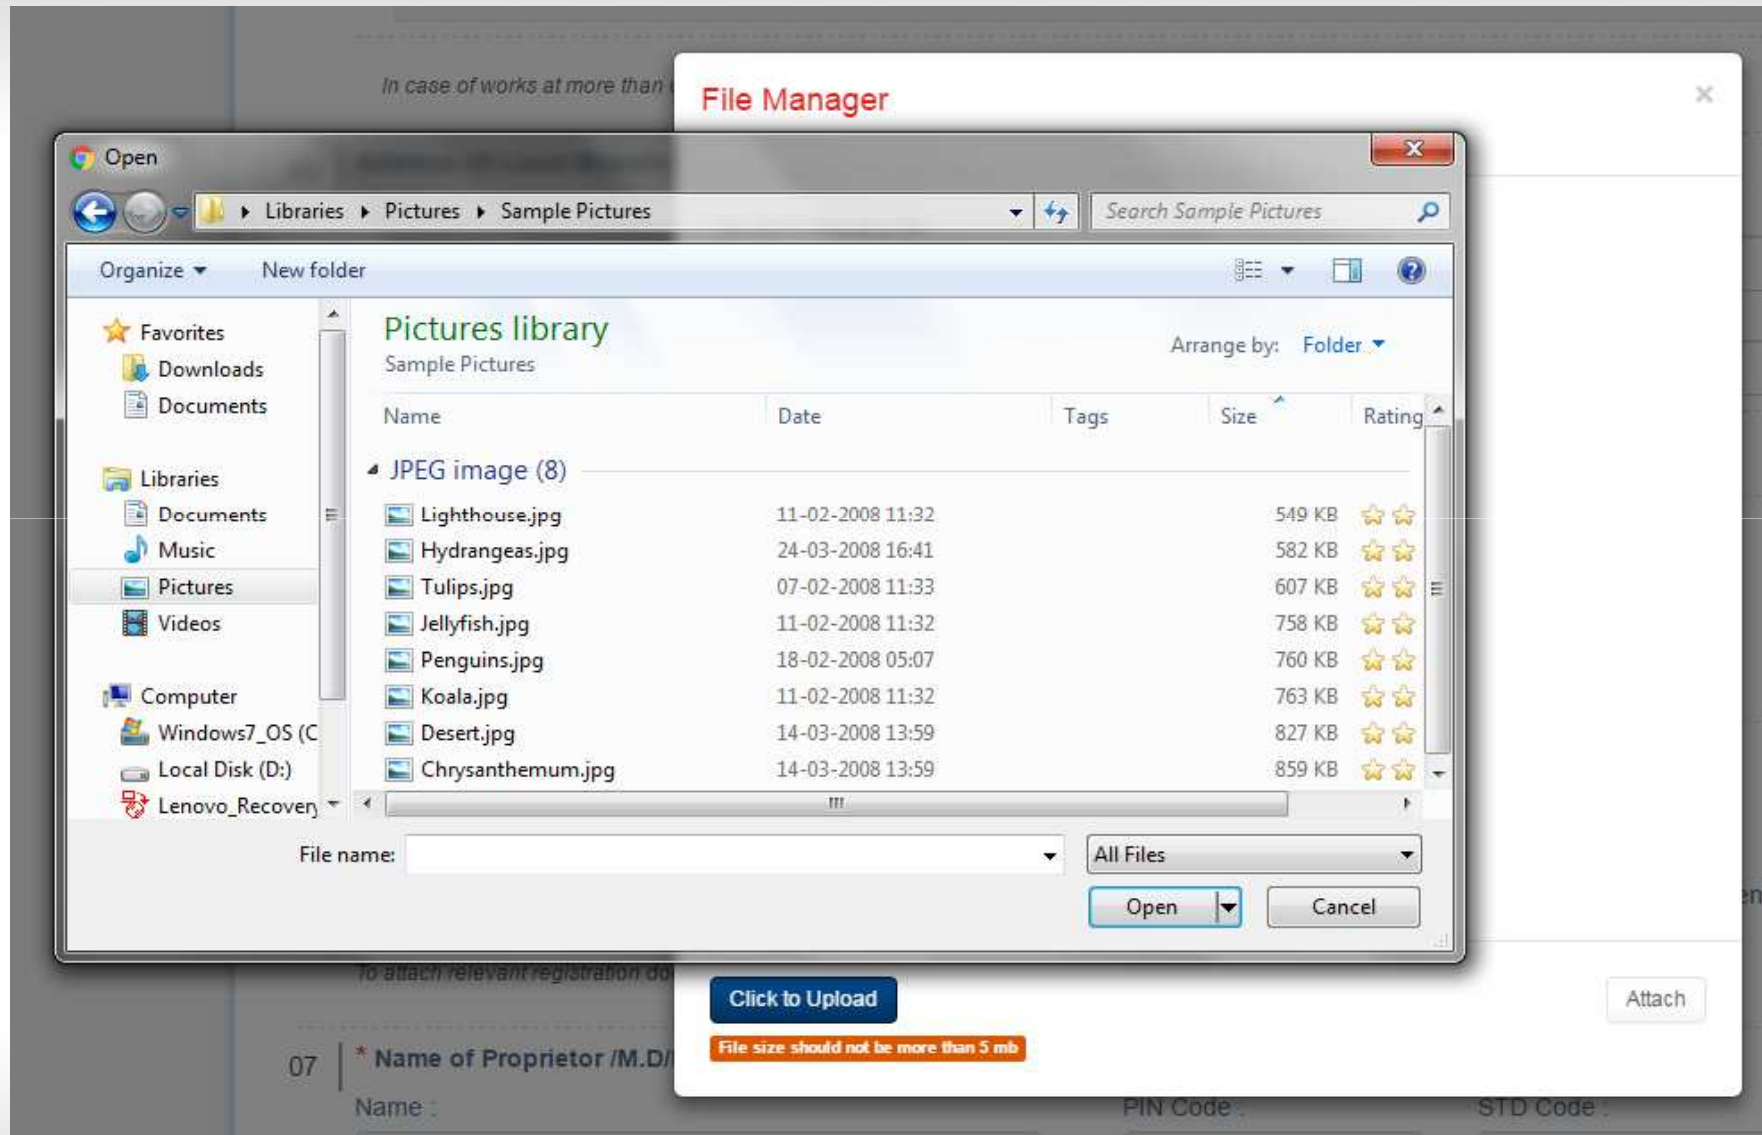 In case of works at more than
File Manager
Open
Libraries Pictures Sample Pictures
Search Sample Pictures
Organize New folder
Favorites
Downloads
Documents
Libraries
Documents
Music
Pictures
Videos
Computer
Windows7_OS (C
Local Disk (D:)
Lenovo_Recovery
Pictures library
Sample Pictures
Arrange by: Folder
Name Date Tags Size Rating
JPEG image (8)
Lighthouse.jpg 11-02-2008 11:32 549 KB
Hydrangeas.jpg 24-03-2008 16:41 582 KB
Tulips.jpg 07-02-2008 11:33 607 KB
Jellyfish.jpg 11-02-2008 11:32 758 KB
Penguins.jpg 18-02-2008 05:07 760 KB
Koala.jpg 11-02-2008 11:32 763 KB
Desert.jpg 14-03-2008 13:59 827 KB
Chrysanthemum.jpg 14-03-2008 13:59 859 KB
File name: All Files
Open Cancel
To attach relevant registration do
Click to Upload Attach
File size should not be more than 5 mb
07 * Name of Proprietor /M.D/
Name : PIN Code : STD Code :